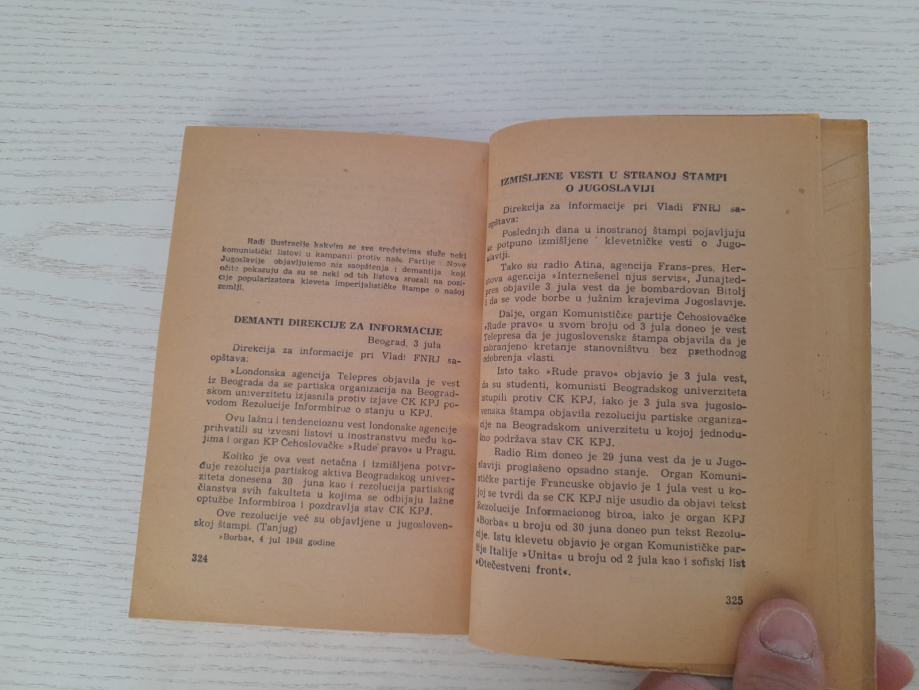 Radi ilustracije kakvim se sve sredstvima služe neki
komunistički listovi u kampanji protiv naše Partije i Nove
Jugoslavije objavljujemo niz saopštenja i demantija koji
očito pokazuju da su se neki od tih listova srozali na pozi-
cije popularizatora kleveta imperijalističke štampe o našoj
zemlji.
DEMANTI DIREKCIJE ZA INFORMACIJE
Beograd, 3 jula
Direkcija za informacije pri Vladi FNRJ sa-
opštava:
»Londonska agencija Telepres objavila je vest
iz Beograda da se partiska organizacija na Beograd-
skom univerzitetu izjasnila protiv izjave CK KPJ po-
vodom Rezolucije Informbiroa o stanju u KPJ.
Ovu lažnu i tendencioznu vest londonske agencije
prihvatili su izvesni listovi u inostranstvu među ko-
jima i organ KP Čehoslovačke »Rude pravo« u Pragu.
Koliko je ova vest netačna i izmišljena potvr-
đuje rezolucija partiskog aktiva Beogradskog univer-
ziteta donesena 30 juna kao i rezolucija partiskog
članstva svih fakulteta u kojima se odbijaju lažne
optužbe Informbiroa i pozdravlja stav CK KPJ.
Ove rezolucije već su objavljene u jugosloven-
skoj štampi. (Tanjug)
»Borba«, 4 jul 1948 godine
324
IZMIŠLJENE VESTI U STRANOJ ŠTAMPI
O JUGOSLAVIJI
Direkcija za informacije pri Vladi FNRJ sa-
opštava:
Poslednjih dana u inostranoj štampi pojavljuju
se potpuno izmišljene klevetničke vesti o Jugo-
slaviji.
Tako su radio Atina, agencija Frans-pres, Her-
stova agencija »Internešenel njus servis«, Junajted-
pres objavile 3 jula vest da je bombardovan Bitolj
i da se vode borbe u južnim krajevima Jugoslavije.
Dalje, organ Komunističke partije Čehoslovačke
»Rude pravo« u svom broju od 3 jula doneo je vest
Telepresa da je jugoslovenska štampa objavila da je
zabranjeno kretanje stanovništvu bez prethodnog
odobrenja vlasti.
Isto tako »Rude pravo« objavio je 3 jula vest,
da su studenti, komunisti Beogradskog univerziteta
istupili protiv CK KPJ, iako je 3 jula sva jugoslo-
venska štampa objavila rezoluciju partiske organiza-
cije na Beogradskom univerzitetu u kojoj jednodu-
šno podržava stav CK KPJ.
Radio Rim doneo je 29 juna vest da je u Jugo-
slaviji proglašeno opsadno stanje. Organ Komuni-
stičke partije Francuske objavio je 1 jula vest u ko-
joj se tvrdi da se CK KPJ nije usudio da objavi tekst
Rezolucije Informacionog biroa, iako je organ KPJ
»Borba« u broju od 30 juna doneo pun tekst Rezolu-
cije. Istu klevetu objavio je organ Komunističke par-
tije Italije »Unita« u broju od 2 jula kao i sofiski list
»Otečestveni front«.
325